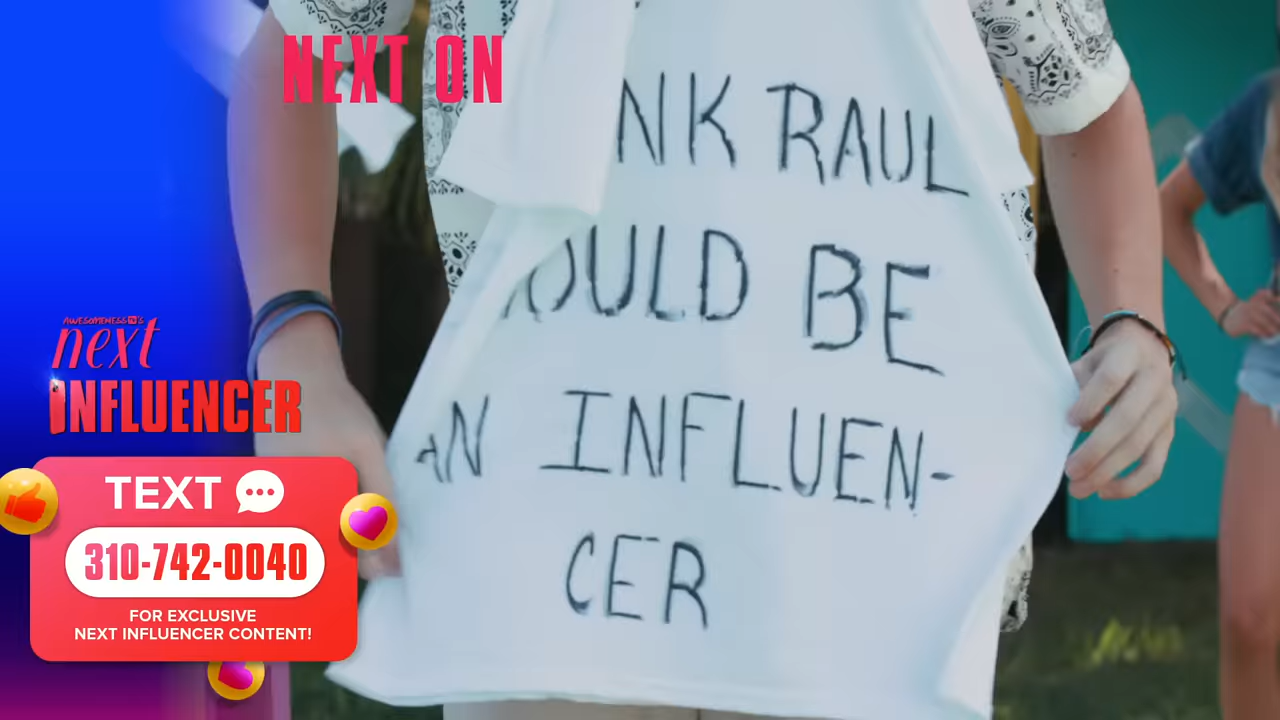 NEXT ON
NK RAUL
OULD BE
AN INFLUEN-
CER
AWESOMENESS TV'S
next
INFLUENCER
TEXT
310-742-0040
FOR EXCLUSIVE
NEXT INFLUENCER CONTENT!